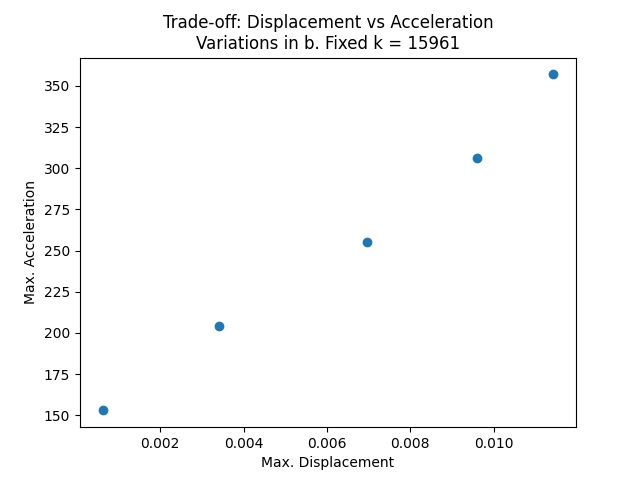 Trade-off: Displacement vs Acceleration
Variations in b. Fixed k = 15961
350
325
300
275
250
225
200
175
150
Max. Acceleration
0.002 0.004 0.006 0.008 0.010
Max. Displacement